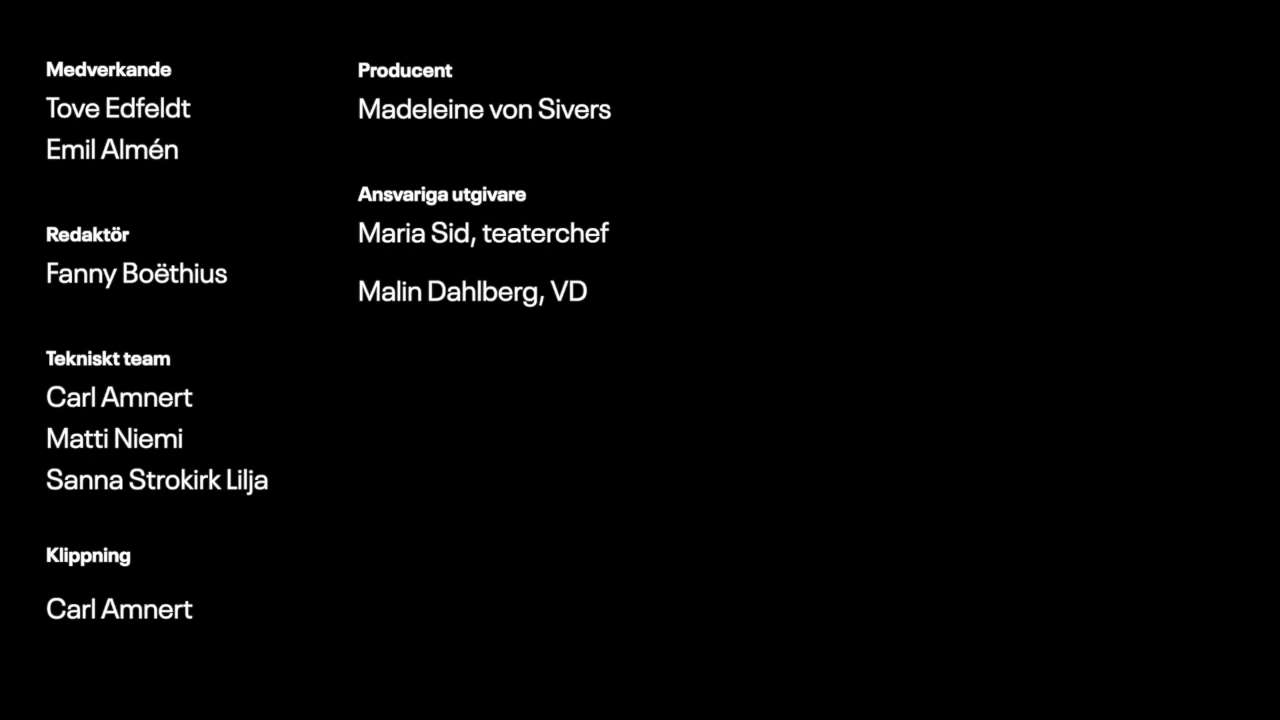 Medverkande
Tove Edfeldt
Emil Almén
Redaktör
Fanny Boëthius
Tekniskt team
Carl Amnert
Matti Niemi
Sanna Strokirk Lilja
Klippning
Carl Amnert
Producent
Madeleine von Sivers
Ansvariga utgivare
Maria Sid, teaterchef
Malin Dahlberg, VD